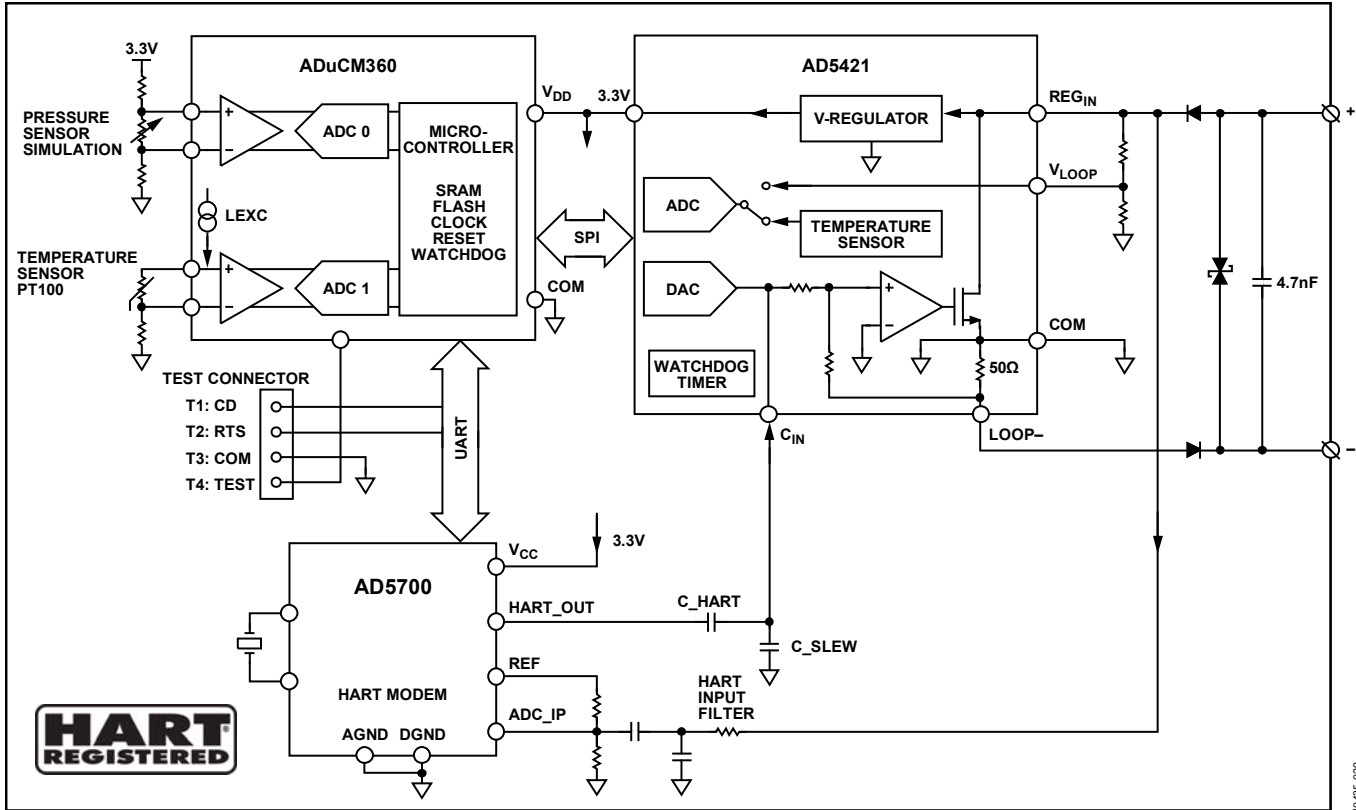 3.3V
PRESSURE
SENSOR
SIMULATION
ADuCM360
ADC 0
MICRO-
CONTROLLER
SRAM
FLASH
CLOCK
RESET
WATCHDOG
LEXC
TEMPERATURE
SENSOR
PT100
ADC 1
VDD
COM
SPI
3.3V
AD5421
V-REGULATOR
REGIN
VLOOP
ADC
TEMPERATURE
SENSOR
DAC
WATCHDOG
TIMER
COM
50Ω
CIN
LOOP–
4.7nF
+
–
TEST CONNECTOR
T1: CD
T2: RTS
T3: COM
T4: TEST
UART
AD5700
VCC
3.3V
HART_OUT
C_HART
C_SLEW
REF
HART MODEM
ADC_IP
HART
INPUT
FILTER
AGND DGND
HART
REGISTERED